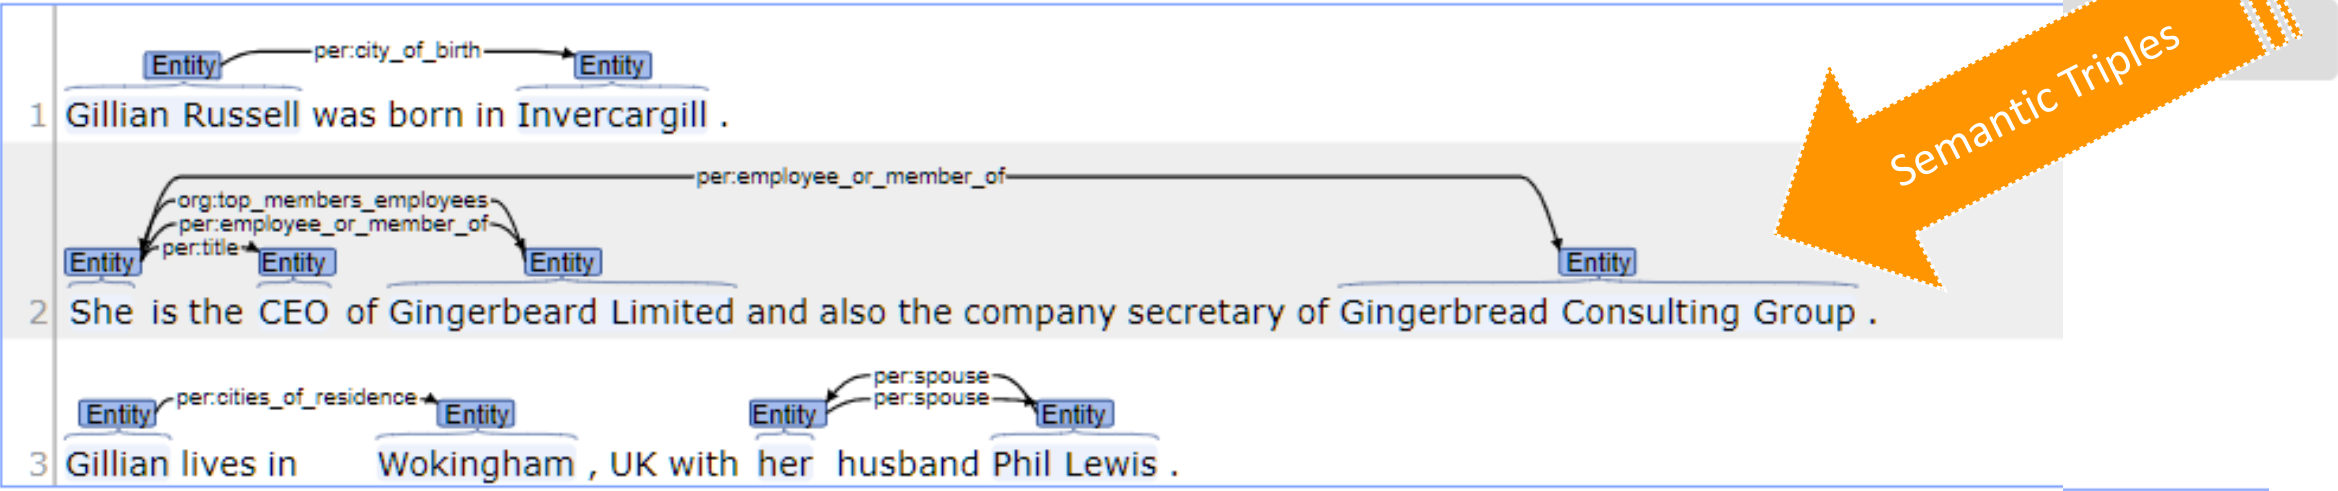 per:city_of_birth
Entity Entity
1 Gillian Russell was born in Invercargill .
per:employee_or_member_of
org:top_members_employees
per:employee_or_member_of
per:title
Entity Entity Entity Entity
2 She is the CEO of Gingerbeard Limited and also the company secretary of Gingerbread Consulting Group .
per:spouse
per:cities_of_residence per:spouse
Entity Entity Entity Entity
3 Gillian lives in Wokingham , UK with her husband Phil Lewis .
Semantic Triples